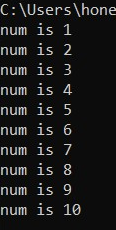 C:\Users\hone
num is 1
num is 2
num is 3
num is 4
num is 5
num is 6
num is 7
num is 8
num is 9
num is 10